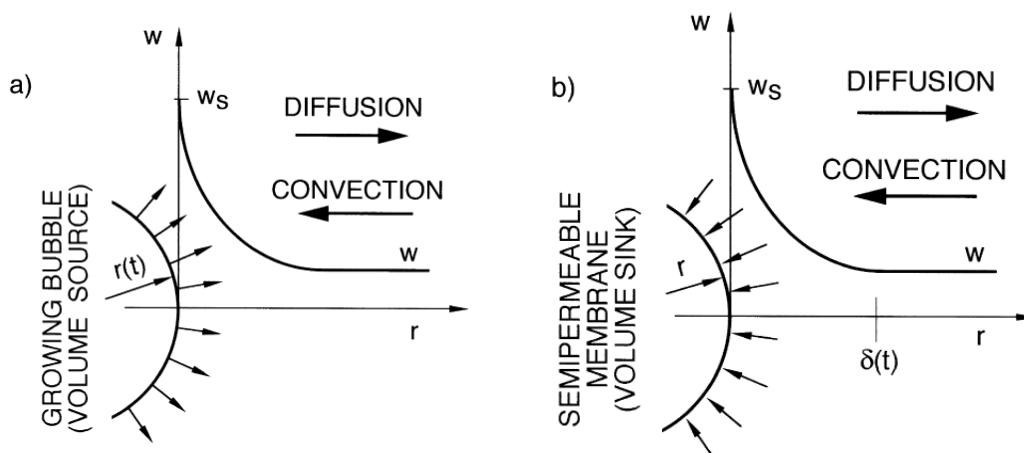 a)
w
wS
DIFFUSION
CONVECTION
w
r
r(t)
GROWING BUBBLE
(VOLUME SOURCE)
b)
w
wS
DIFFUSION
CONVECTION
w
r
δ(t)
r
SEMIPERMEABLE
MEMBRANE
(VOLUME SINK)